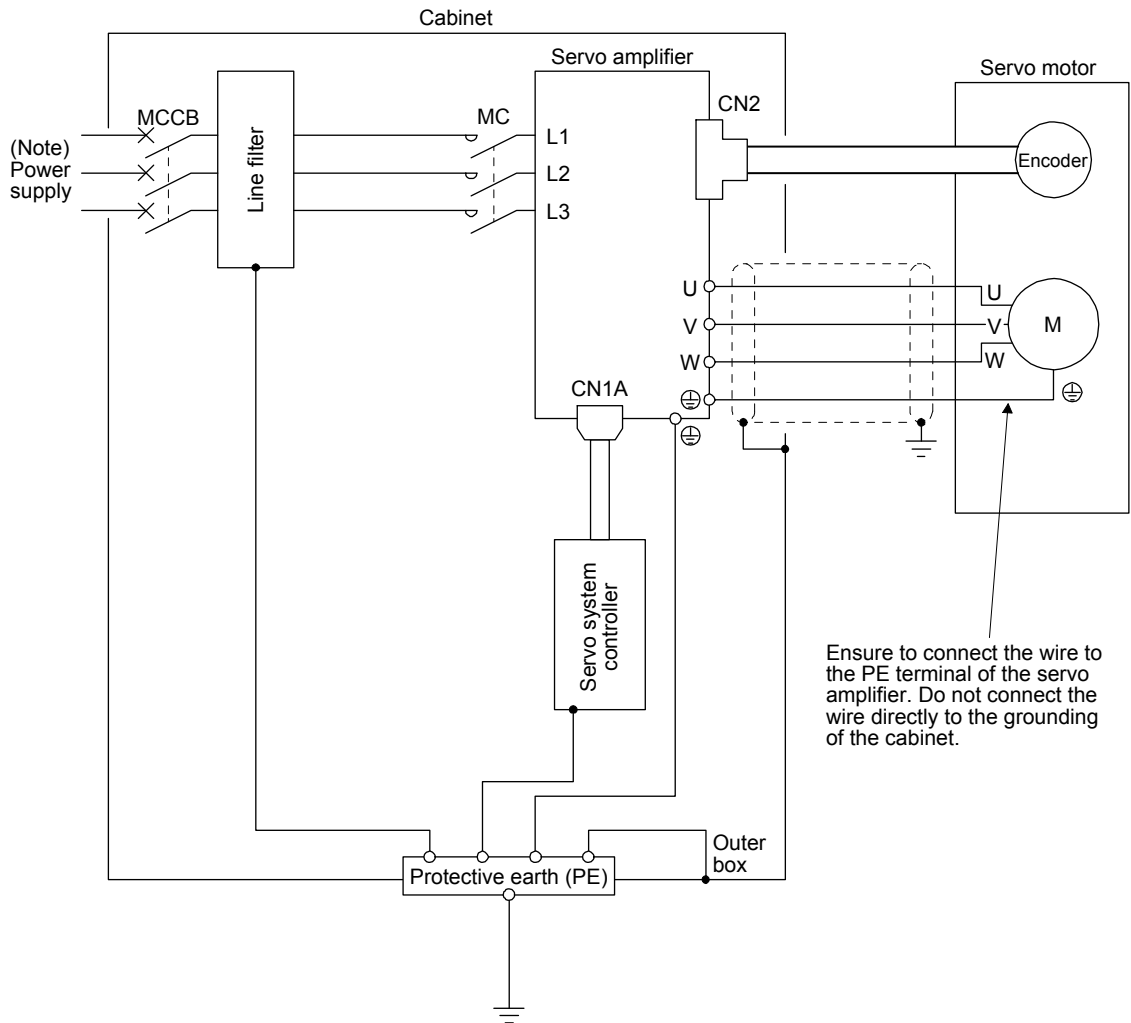 Cabinet
Servo amplifier
Servo motor
MCCB
MC
CN2
(Note)
Power
supply
Line filter
L1
L2
L3
Encoder
U
V
W
U
V
W
M
CN1A
Servo system
controller
Ensure to connect the wire to
the PE terminal of the servo
amplifier. Do not connect the
wire directly to the grounding
of the cabinet.
Outer
box
Protective earth (PE)